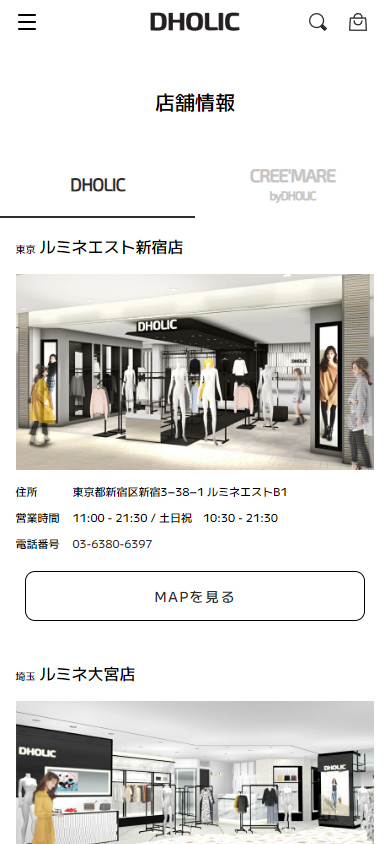 DHOLIC
店舗情報
DHOLIC
CREE'MARE
byDHOLIC
東京 ルミネエスト新宿店
DHOLIC
DHOLIC
住所 東京都新宿区新宿3−38−1 ルミネエストB1
営業時間 11:00 - 21:30 / 土日祝 10:30 - 21:30
電話番号 03-6380-6397
MAPを見る
埼玉 ルミネ大宮店
DHOLIC
DHOLIC